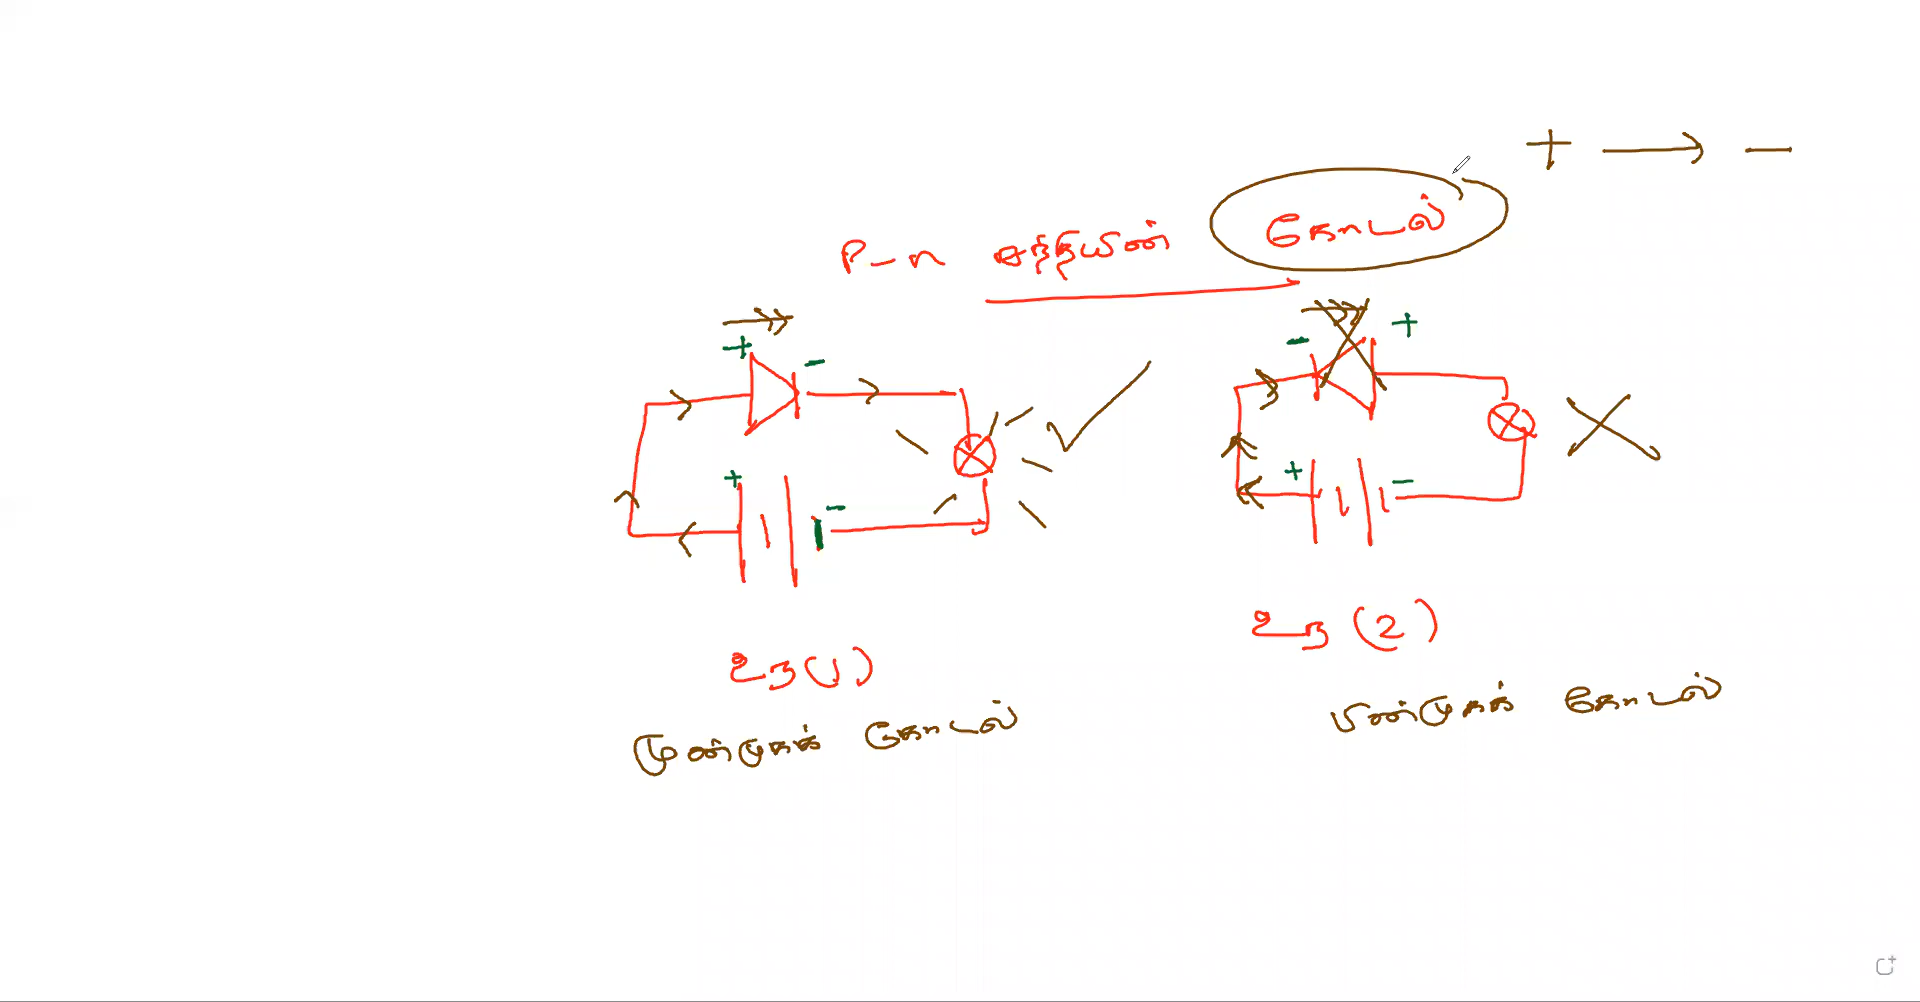 + → −
P-n சந்தியின் கோடல்
+ -
- +
+ -
+ -
உரு (1)
உரு (2)
முன்முகக் கோடல்
பின்முகக் கோடல்